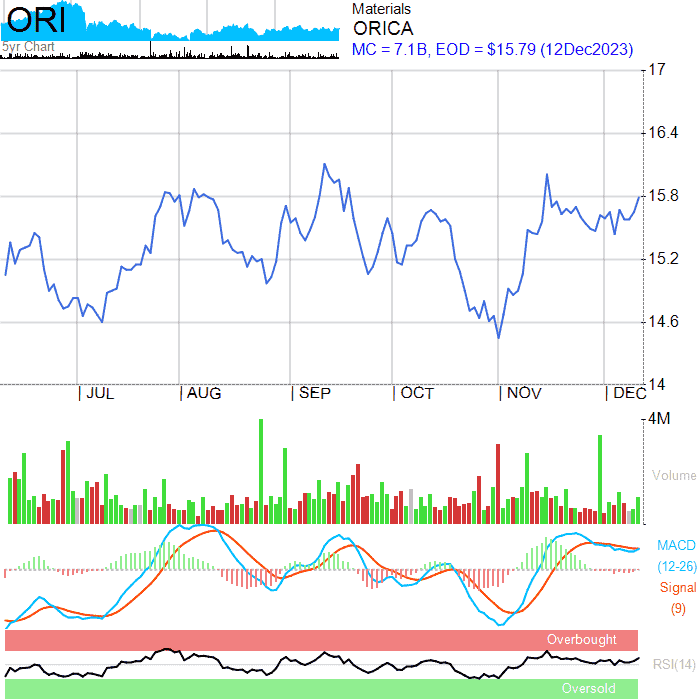 ORI
5yr Chart
Materials
ORICA
MC = 7.1B, EOD = $15.79 (12Dec2023)
17
16.4
15.8
15.2
14.6
14
| JUL | AUG | SEP | OCT | NOV | DEC
4M
Volume
MACD
(12-26)
Signal
(9)
Overbought
RSI(14)
Oversold